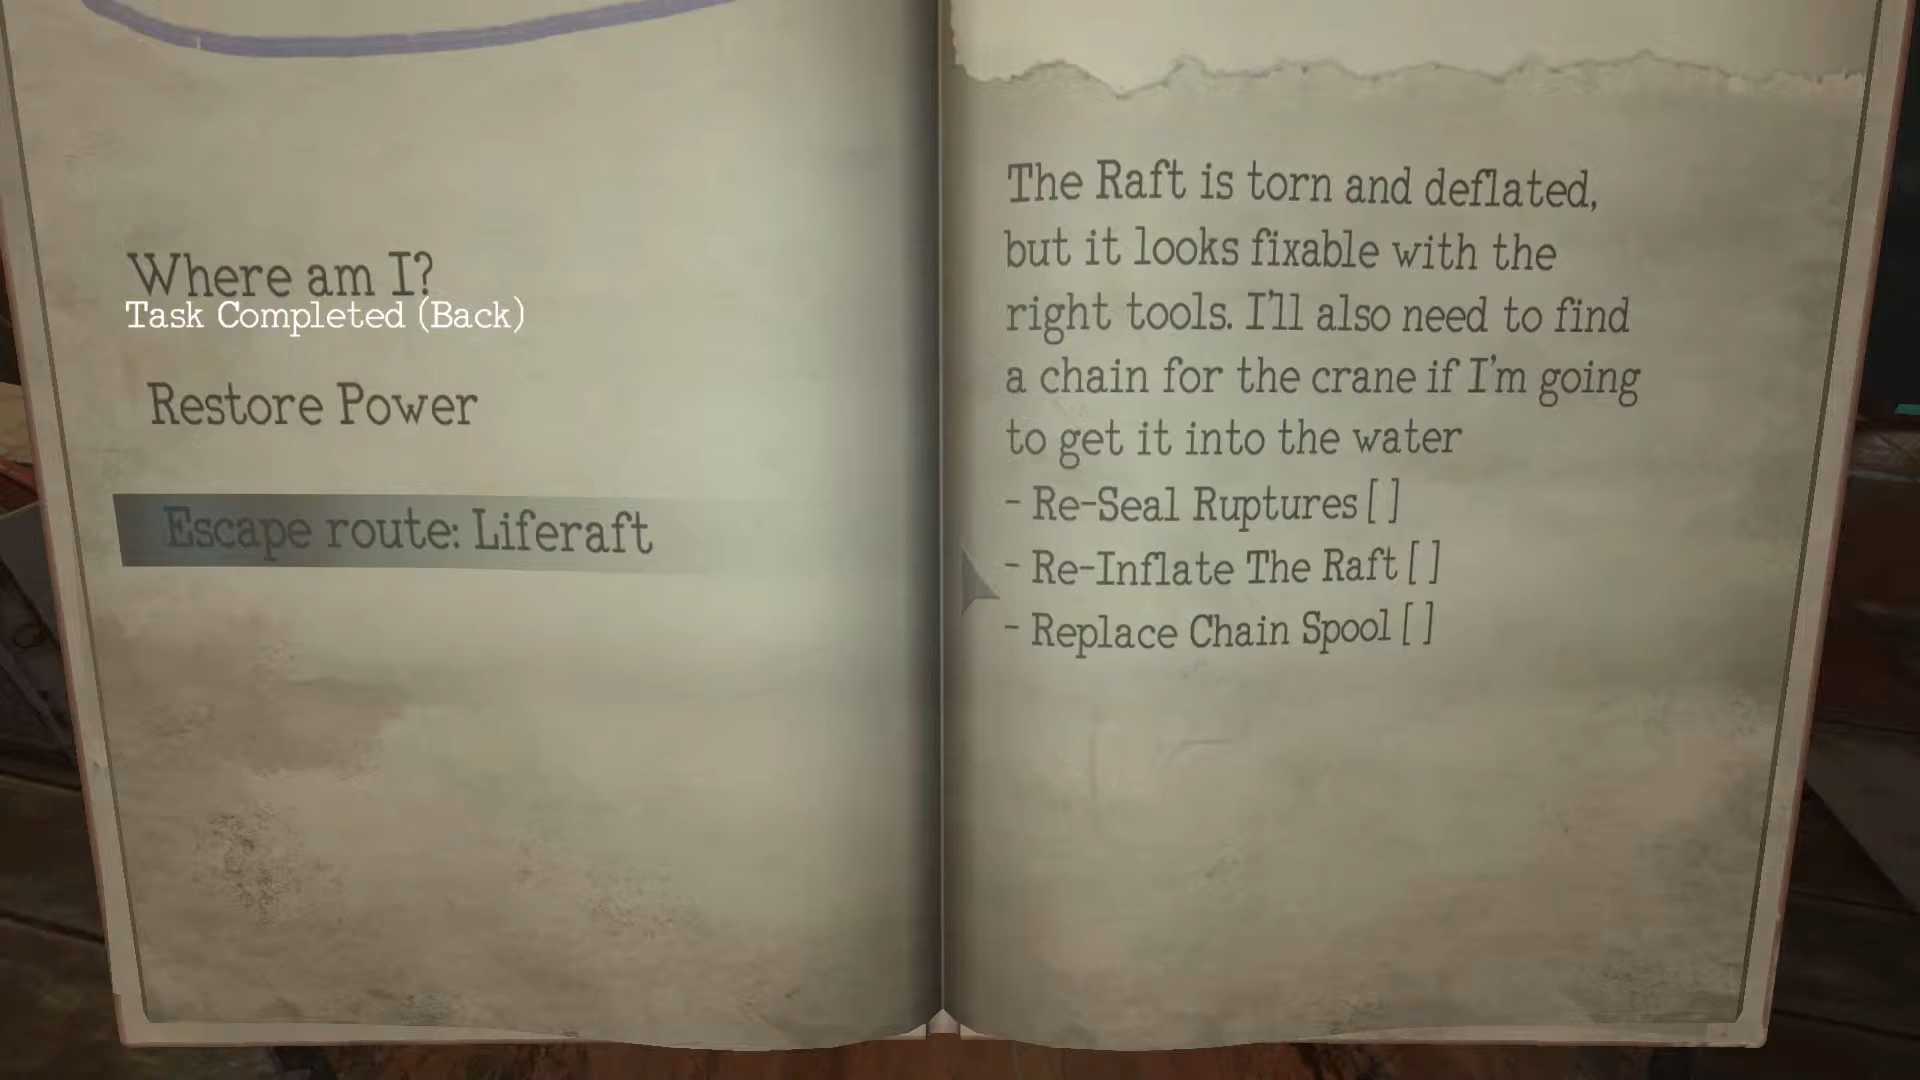 Where am I?
Task Completed (Back)
Restore Power
Escape route: Liferaft
The Raft is torn and deflated,
but it looks fixable with the
right tools. I'll also need to find
a chain for the crane if I'm going
to get it into the water
- Re-Seal Ruptures [ ]
- Re-Inflate The Raft [ ]
- Replace Chain Spool [ ]